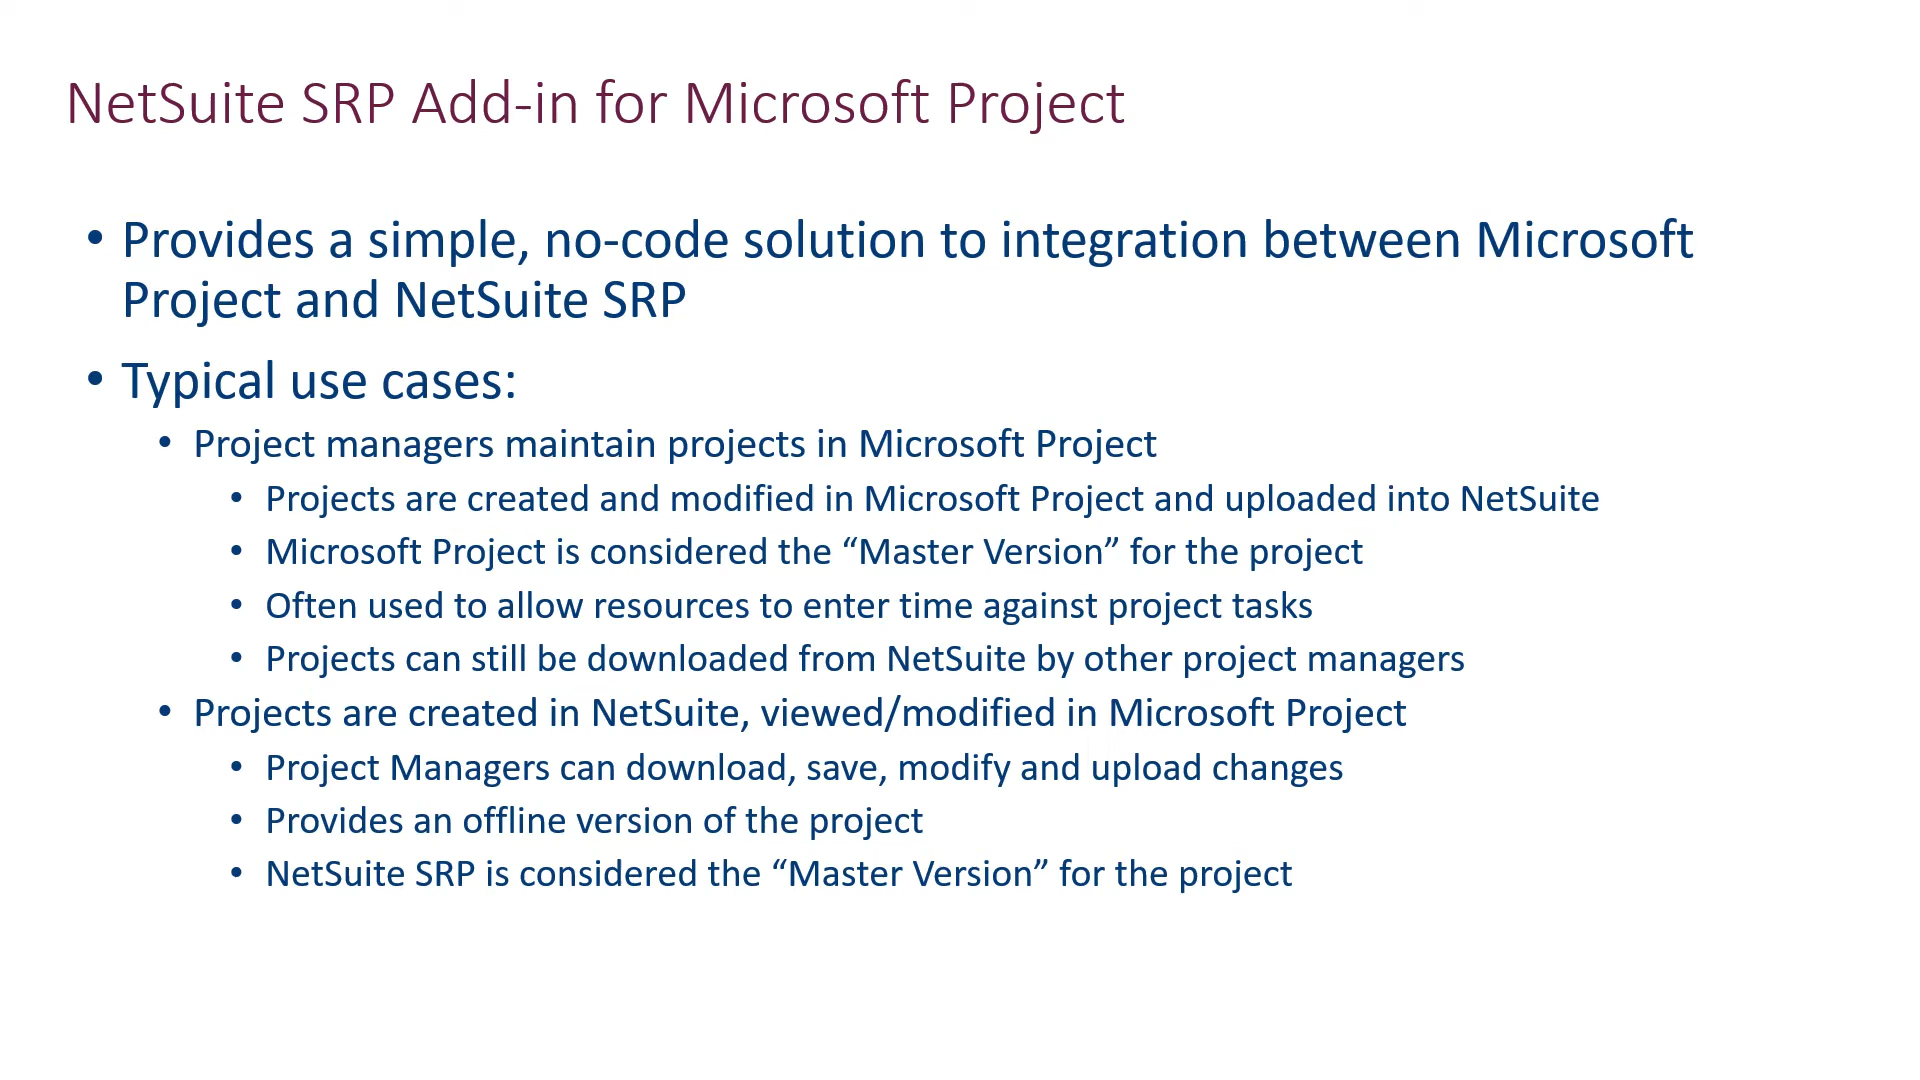 NetSuite SRP Add-in for Microsoft Project
• Provides a simple, no-code solution to integration between Microsoft
Project and NetSuite SRP
• Typical use cases:
• Project managers maintain projects in Microsoft Project
• Projects are created and modified in Microsoft Project and uploaded into NetSuite
• Microsoft Project is considered the “Master Version” for the project
• Often used to allow resources to enter time against project tasks
• Projects can still be downloaded from NetSuite by other project managers
• Projects are created in NetSuite, viewed/modified in Microsoft Project
• Project Managers can download, save, modify and upload changes
• Provides an offline version of the project
• NetSuite SRP is considered the “Master Version” for the project